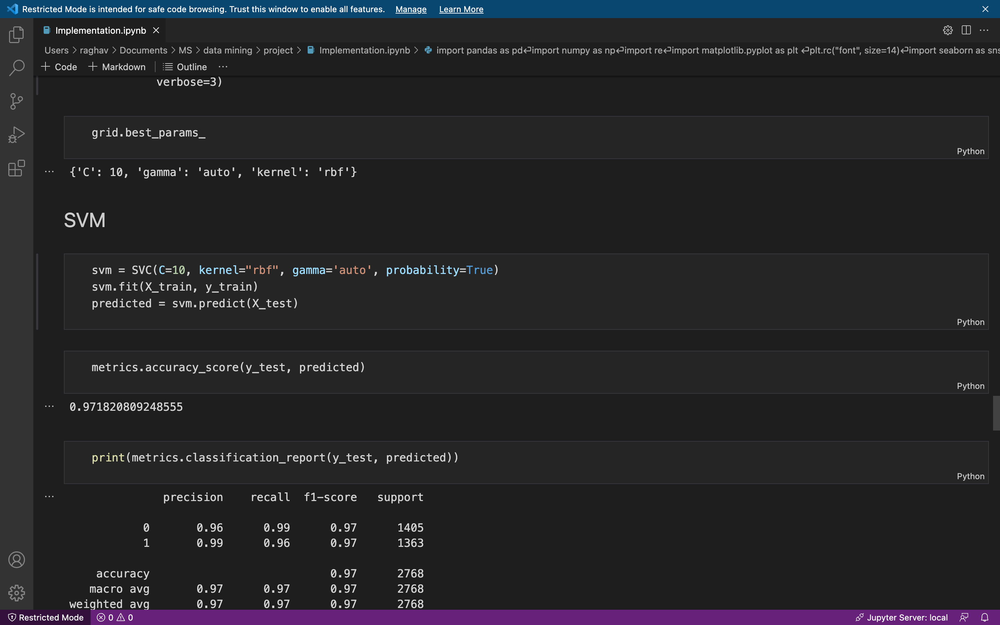 Restricted Mode is intended for safe code browsing. Trust this window to enable all features. Manage Learn More
Implementation.ipynb
Users > raghav > Documents > MS > data mining > project > Implementation.ipynb > import pandas as pd↵import numpy as np↵import re↵import matplotlib.pyplot as plt ↵plt.rc("font", size=14)↵import seaborn as sns
+ Code + Markdown Outline ...
verbose=3)
grid.best_params_
Python
... {'C': 10, 'gamma': 'auto', 'kernel': 'rbf'}
SVM
svm = SVC(C=10, kernel="rbf", gamma='auto', probability=True)
svm.fit(X_train, y_train)
predicted = svm.predict(X_test)
Python
metrics.accuracy_score(y_test, predicted)
Python
... 0.971820809248555
print(metrics.classification_report(y_test, predicted))
Python
... precision recall f1-score support
0 0.96 0.99 0.97 1405
1 0.99 0.96 0.97 1363
accuracy 0.97 2768
macro avg 0.97 0.97 0.97 2768
weighted avg 0.97 0.97 0.97 2768
Restricted Mode 0 0 Jupyter Server: local